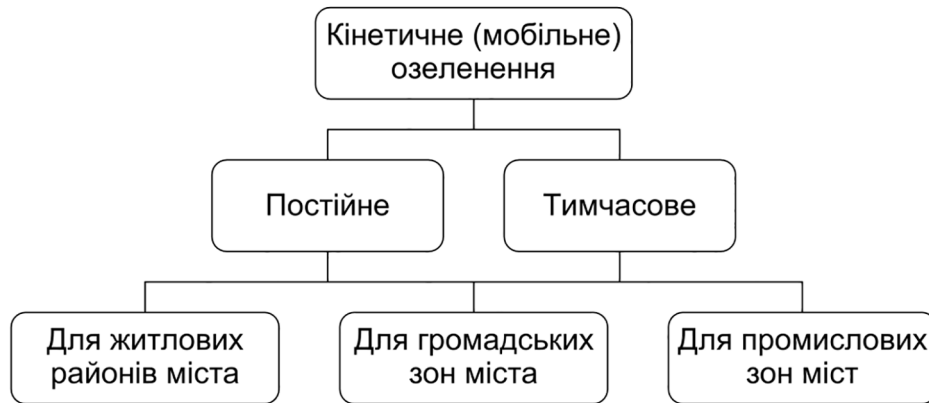 Кінетичне (мобільне)
озеленення
Постійне
Тимчасове
Для житлових
районів міста
Для громадських
зон міста
Для промислових
зон міст